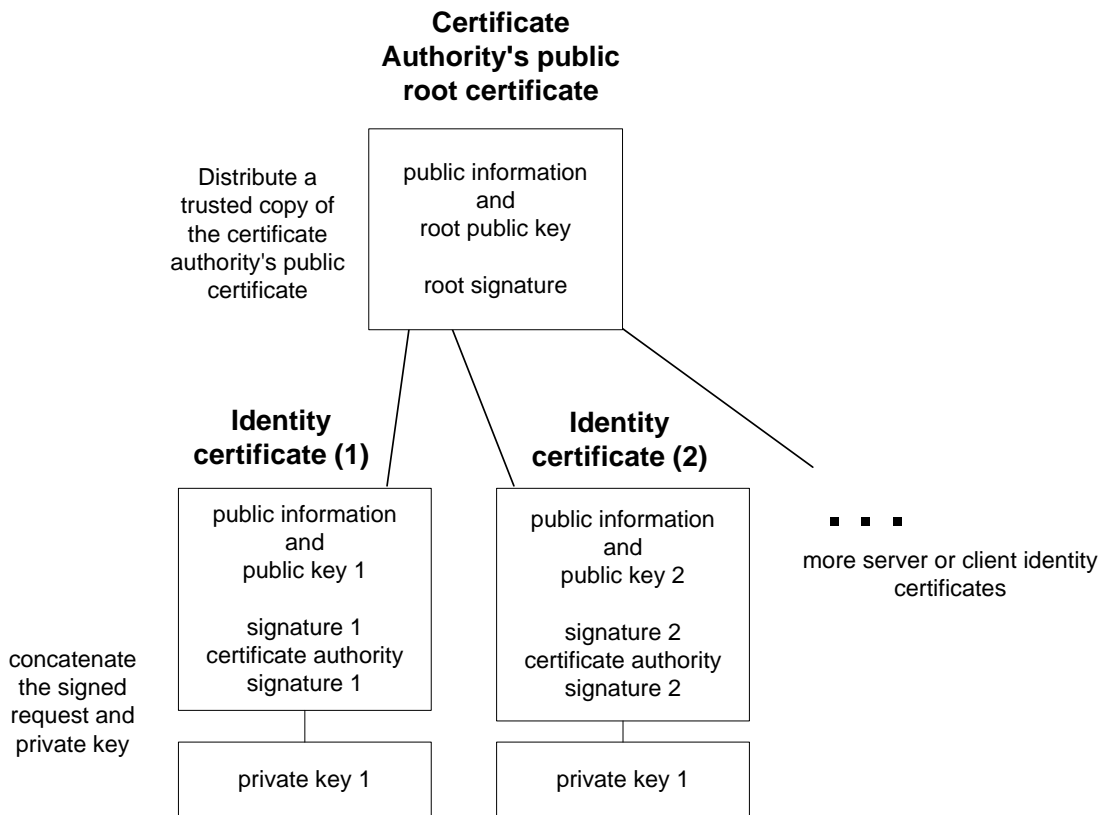 Certificate
Authority's public
root certificate
Distribute a
trusted copy of
the certificate
authority's public
certificate
public information
and
root public key
root signature
Identity
certificate (1)
Identity
certificate (2)
public information
and
public key 1
signature 1
certificate authority
signature 1
public information
and
public key 2
signature 2
certificate authority
signature 2
more server or client identity
certificates
concatenate
the signed
request and
private key
private key 1
private key 1